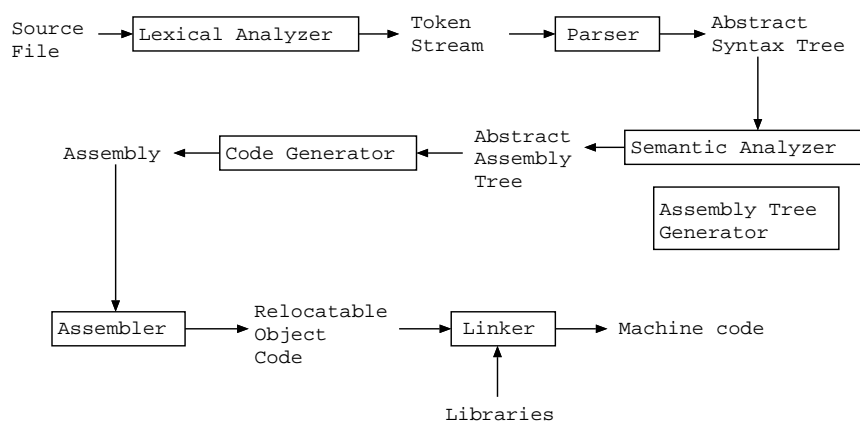 Source
File
Lexical Analyzer
Token
Stream
Parser
Abstract
Syntax Tree
Assembly
Code Generator
Abstract
Assembly
Tree
Semantic Analyzer
Assembly Tree
Generator
Assembler
Relocatable
Object
Code
Linker
Machine code
Libraries